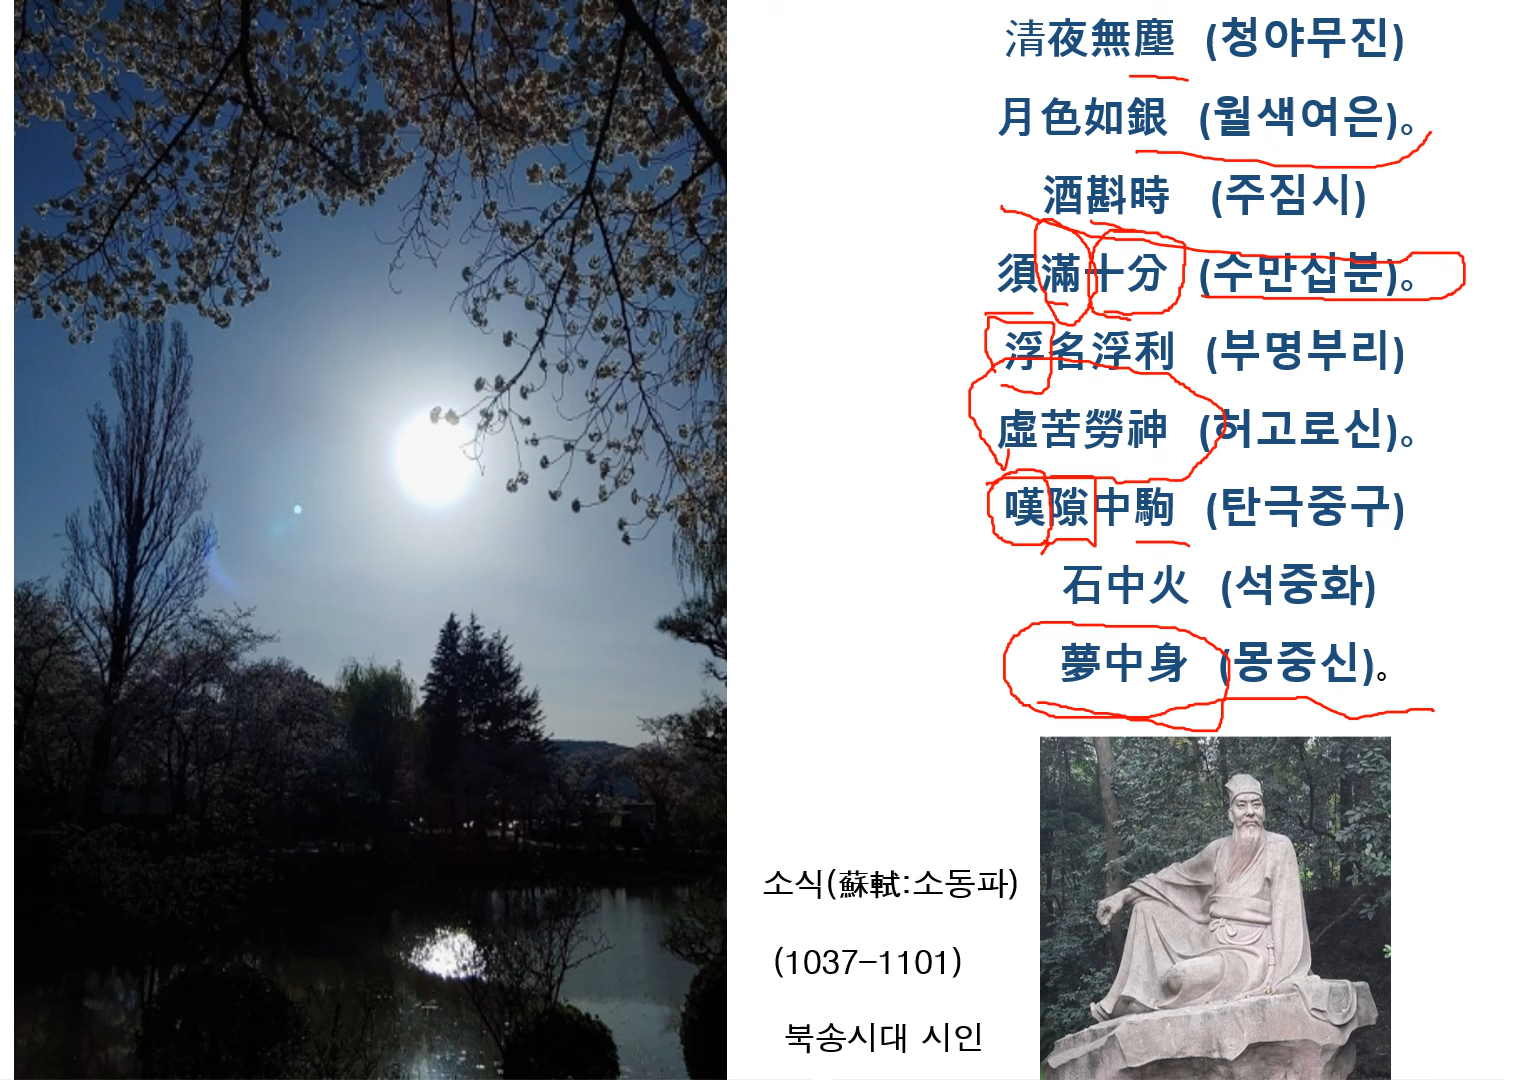 清夜無塵 (청야무진)
月色如銀 (월색여은)。
酒斟時 (주짐시)
須滿十分 (수만십분)。
浮名浮利 (부명부리)
虛苦勞神 (허고로신)。
嘆隙中駒 (탄극중구)
石中火 (석중화)
夢中身 (몽중신)。
소식(蘇軾:소동파)
(1037-1101)
북송시대 시인